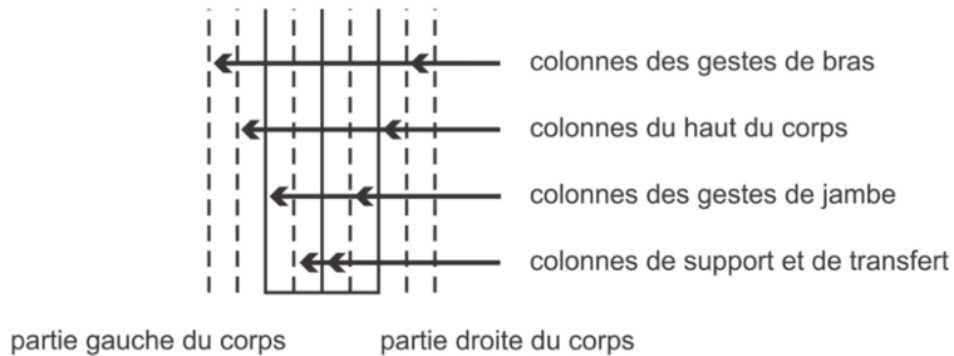 colonnes des gestes de bras
colonnes du haut du corps
colonnes des gestes de jambe
colonnes de support et de transfert
partie gauche du corps
partie droite du corps